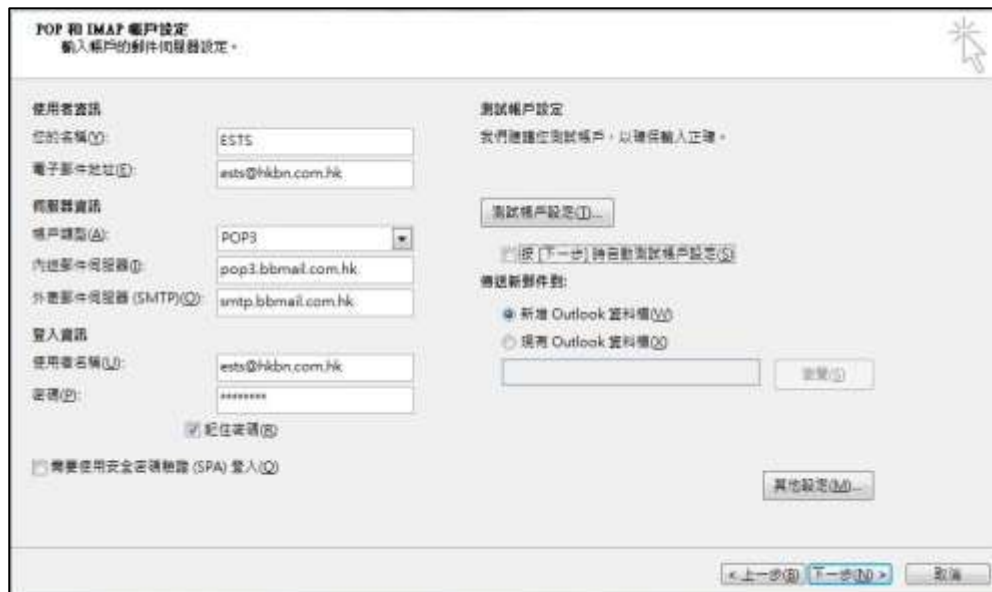 POP 和 IMAP 帳戶設定
輸入帳戶的郵件伺服器設定。
使用者資訊
您的名稱(Y):
ESTS
電子郵件地址(E):
ests@hkbn.com.hk
伺服器資訊
帳戶類型(A):
POP3
內送郵件伺服器(I):
pop3.bbmail.com.hk
外寄郵件伺服器 (SMTP)(O):
smtp.bbmail.com.hk
登入資訊
使用者名稱(U):
ests@hkbn.com.hk
密碼(P):
********
記住密碼(R)
需要使用安全密碼驗證 (SPA) 登入(Q)
測試帳戶設定
我們建議您測試帳戶，以確保輸入正確。
測試帳戶設定(T)...
按 [下一步] 時自動測試帳戶設定(S)
傳送新郵件到:
新增 Outlook 資料檔(W)
現有 Outlook 資料檔(X)
瀏覽(S)
其他設定(M)...
< 上一步(B)
下一步(N) >
取消